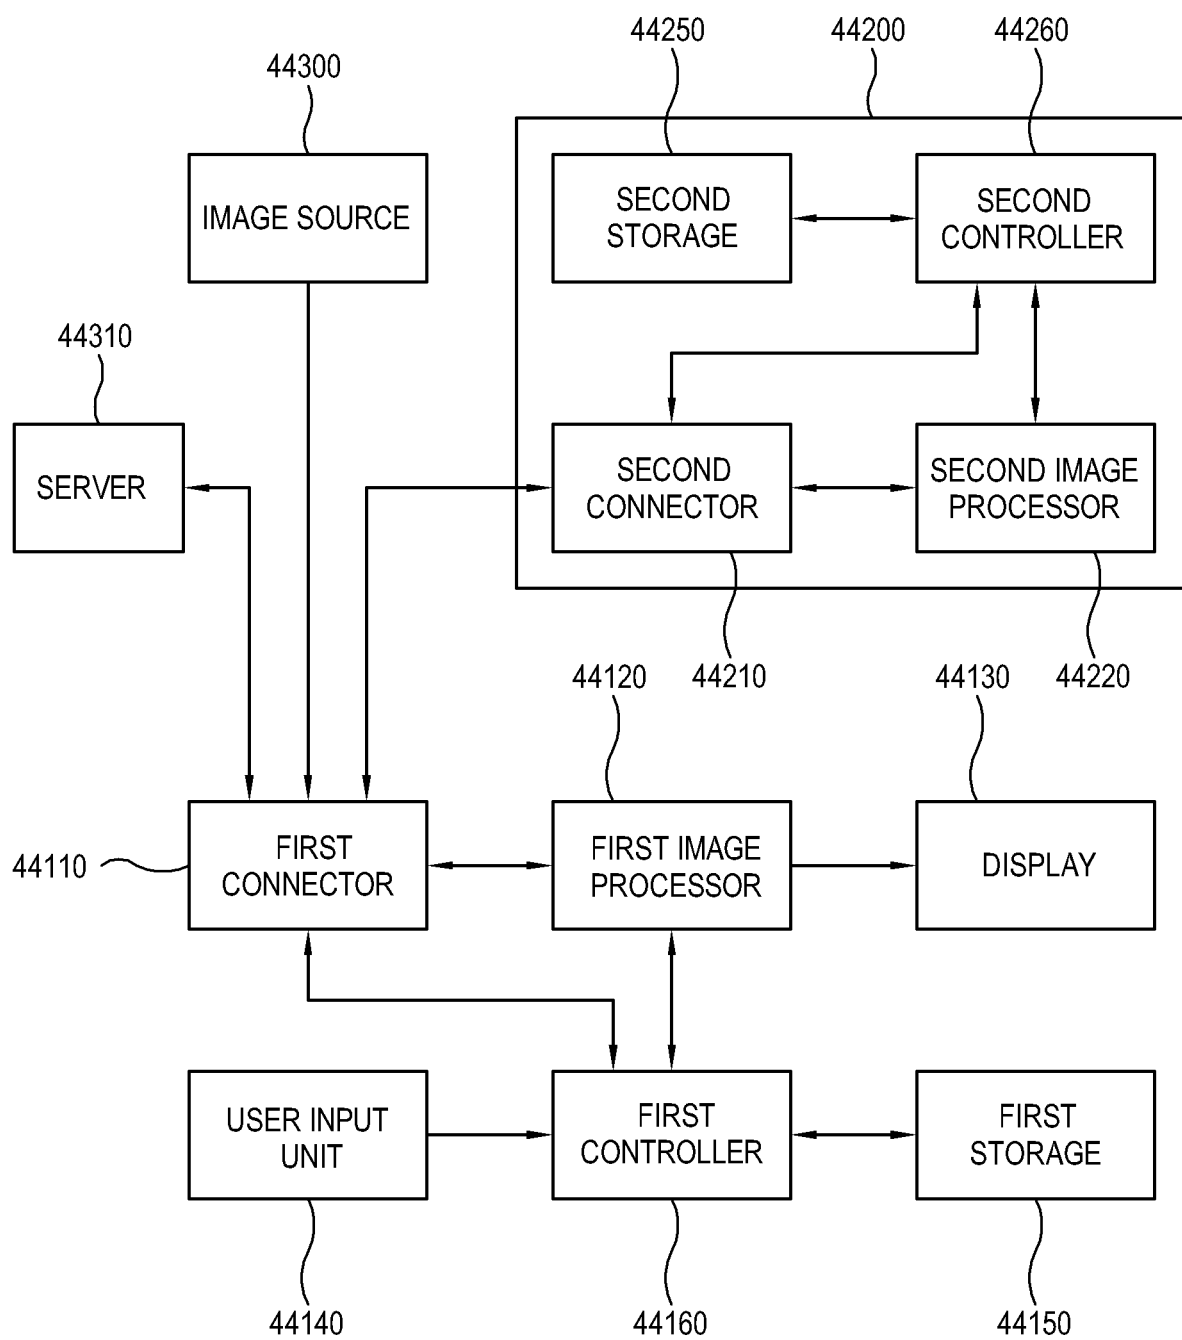 44250
44200
44260
44300
IMAGE SOURCE
SECOND
STORAGE
SECOND
CONTROLLER
44310
SERVER
SECOND
CONNECTOR
SECOND IMAGE
PROCESSOR
44210
44220
44120
44130
44110
FIRST
CONNECTOR
FIRST IMAGE
PROCESSOR
DISPLAY
USER INPUT
UNIT
FIRST
CONTROLLER
FIRST
STORAGE
44140
44160
44150